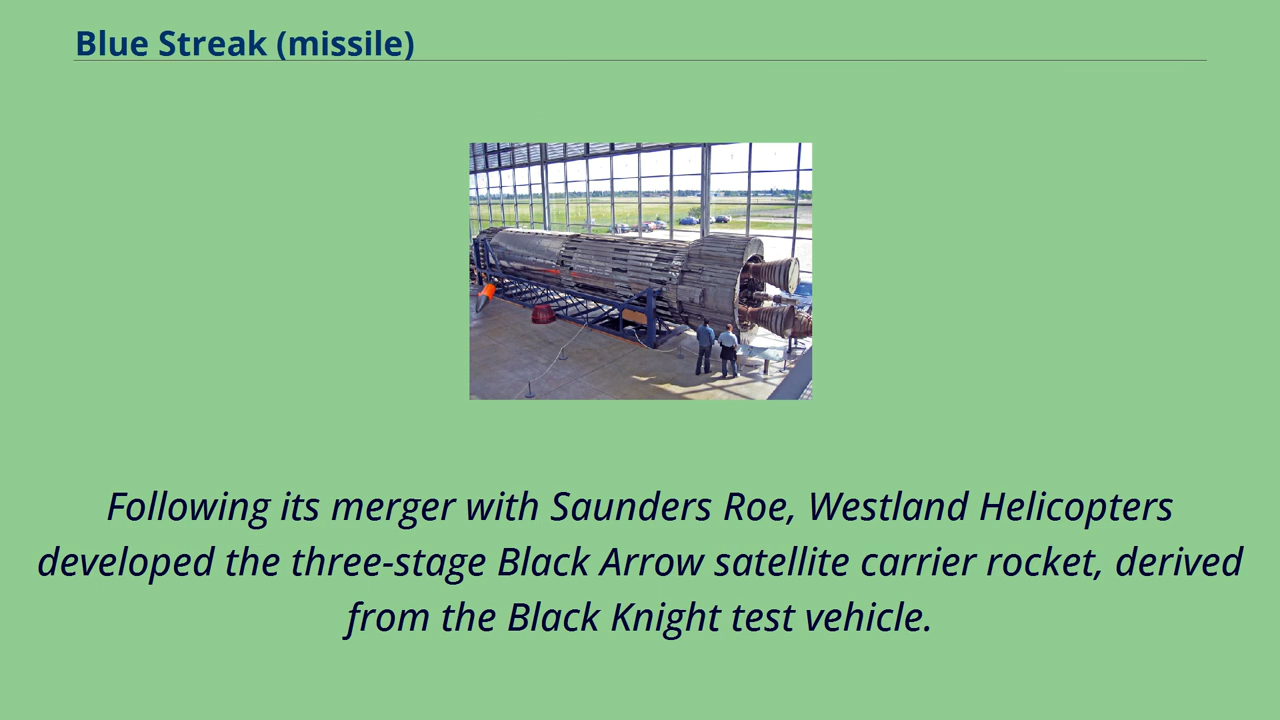 Blue Streak (missile)
Following its merger with Saunders Roe, Westland Helicopters
developed the three-stage Black Arrow satellite carrier rocket, derived
from the Black Knight test vehicle.